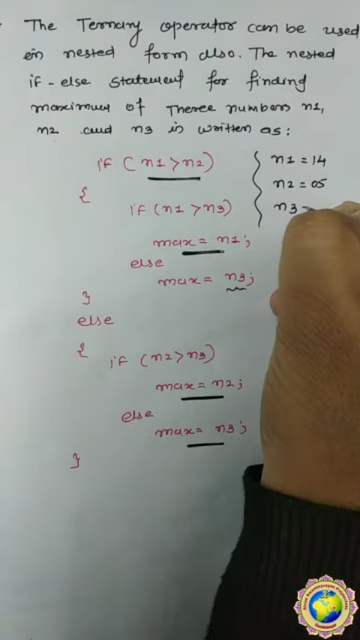 The Ternary operator can be used
in nested form also. The nested
if-else statement for finding
maximum of Theree numbers n1,
n2 and n3 is written as:
if (n1>n2)
{
if (n1>n3)
max = n1;
else
max = n3;
}
else
{
if (n2>n3)
max = n2;
else
max = n3;
}
n1 = 14
n2 = 05
n3